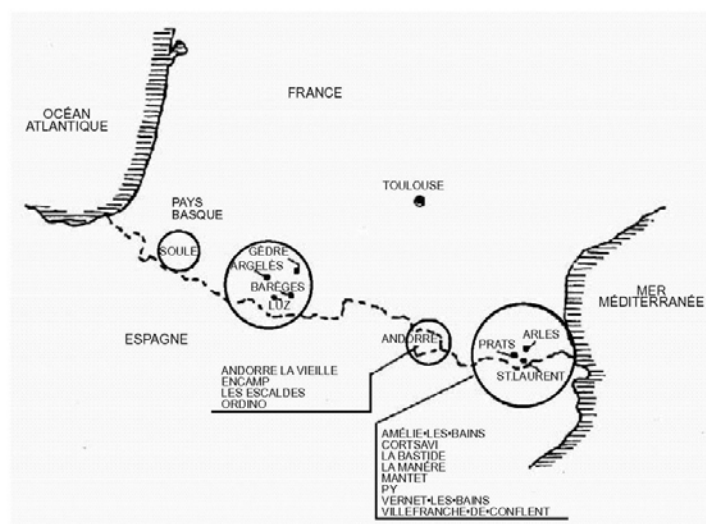 FRANCE
OCÉAN
ATLANTIQUE
TOULOUSE
PAYS
BASQUE
SOULE
GÈDRE
ARGELÈS
BARÈGES
LUZ
MER
MÉDITERRANÉE
ESPAGNE
ANDORRE
ARLES
PRATS
ST.LAURENT
ANDORRE LA VIEILLE
ENCAMP
LES ESCALDES
ORDINO
AMÉLIE•LES•BAINS
CORTSAVI
LA BASTIDE
LA MANÈRE
MANTET
PY
VERNET•LES•BAINS
VILLEFRANCHE•DE•CONFLENT